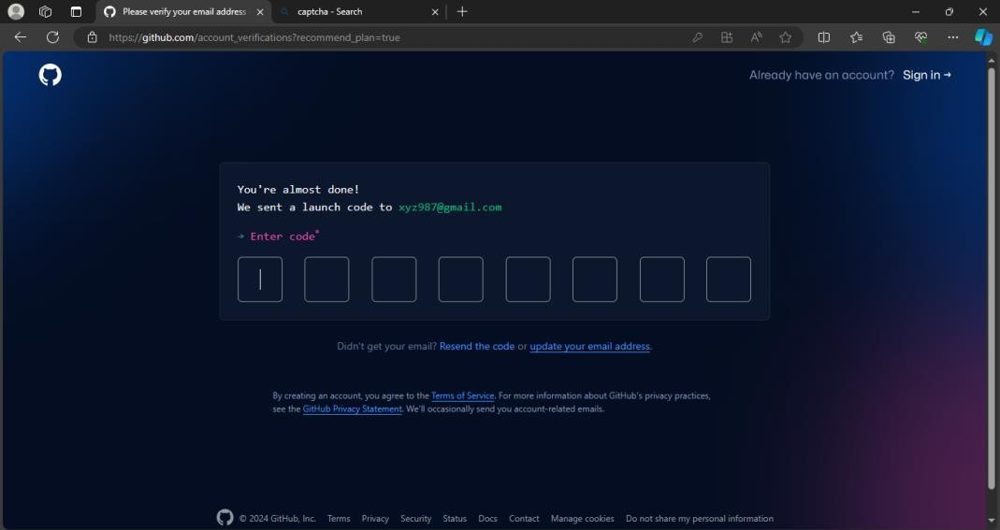 Please verify your email address
captcha - Search
https://github.com/account_verifications?recommend_plan=true
Already have an account? Sign in →
You're almost done!
We sent a launch code to xyz987@gmail.com
→ Enter code*
Didn't get your email? Resend the code or update your email address.
By creating an account, you agree to the Terms of Service. For more information about GitHub's privacy practices,
see the GitHub Privacy Statement. We'll occasionally send you account-related emails.
© 2024 GitHub, Inc. Terms Privacy Security Status Docs Contact Manage cookies Do not share my personal information